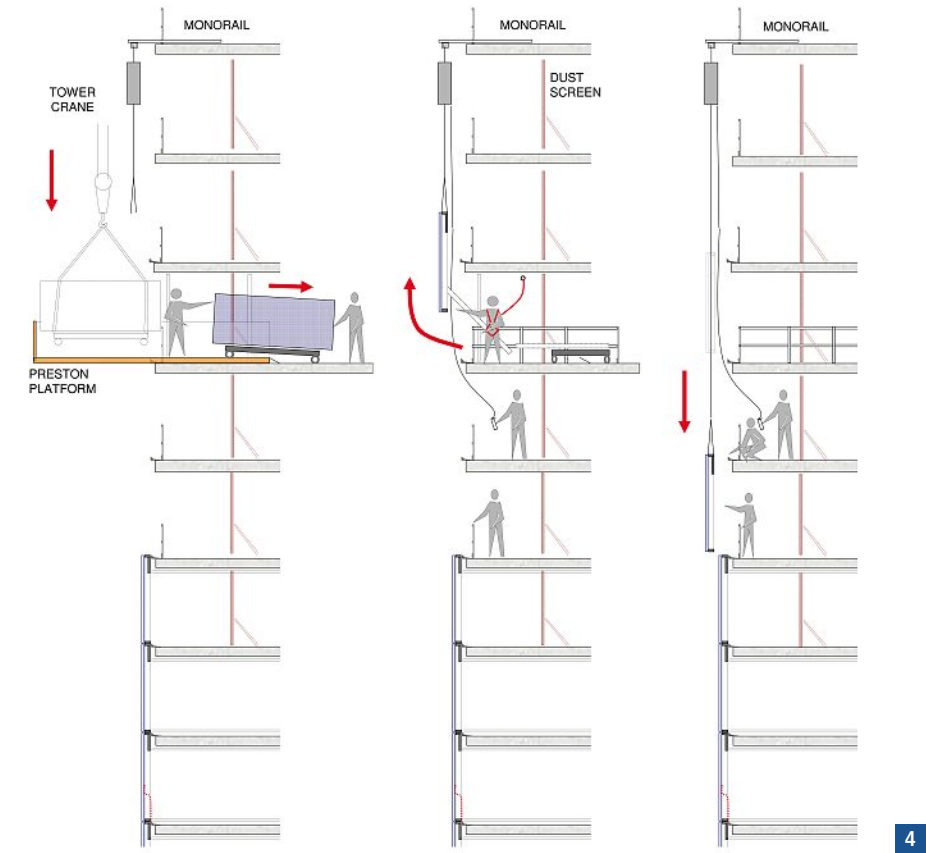 MONORAIL
MONORAIL
MONORAIL
TOWER
CRANE
DUST
SCREEN
PRESTON
PLATFORM
4